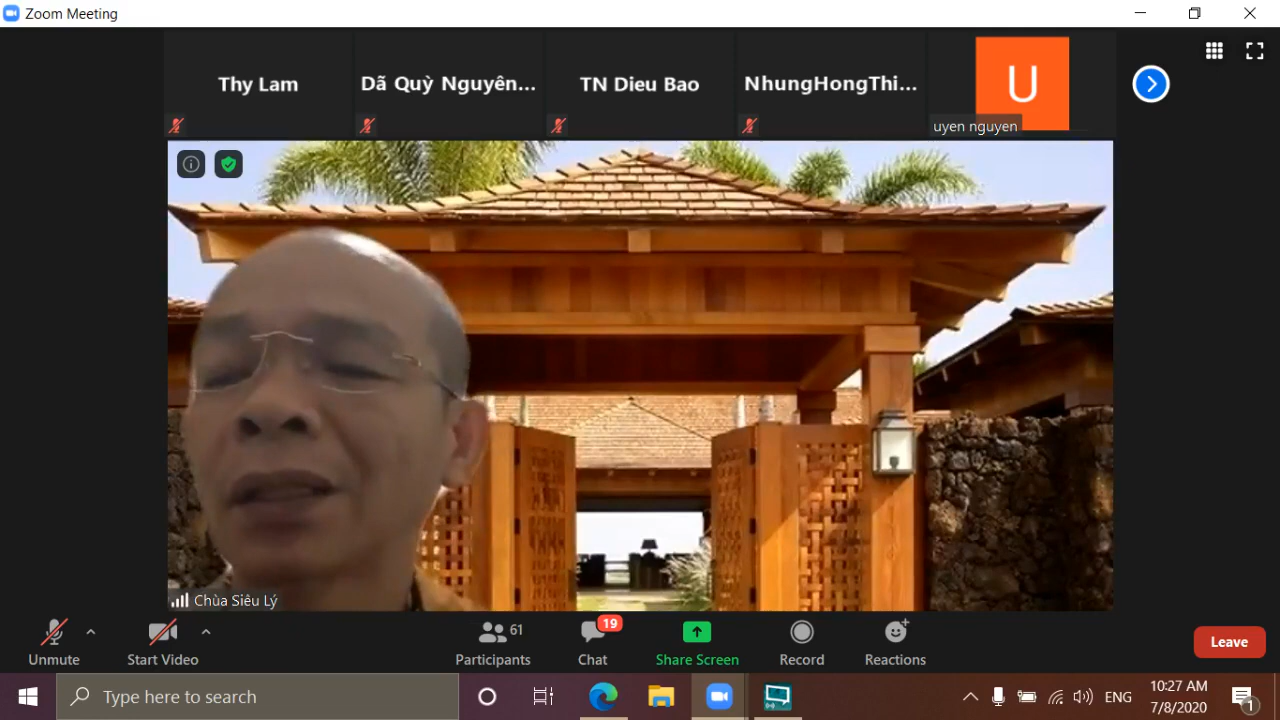 Zoom Meeting
Thy Lam
Dã Quỳ Nguyên...
TN Dieu Bao
NhungHongThi...
U
uyen nguyen
Chùa Siêu Lý
Unmute
Start Video
61
Participants
19
Chat
Share Screen
Record
Reactions
Leave
Type here to search
ENG
10:27 AM
7/8/2020
1